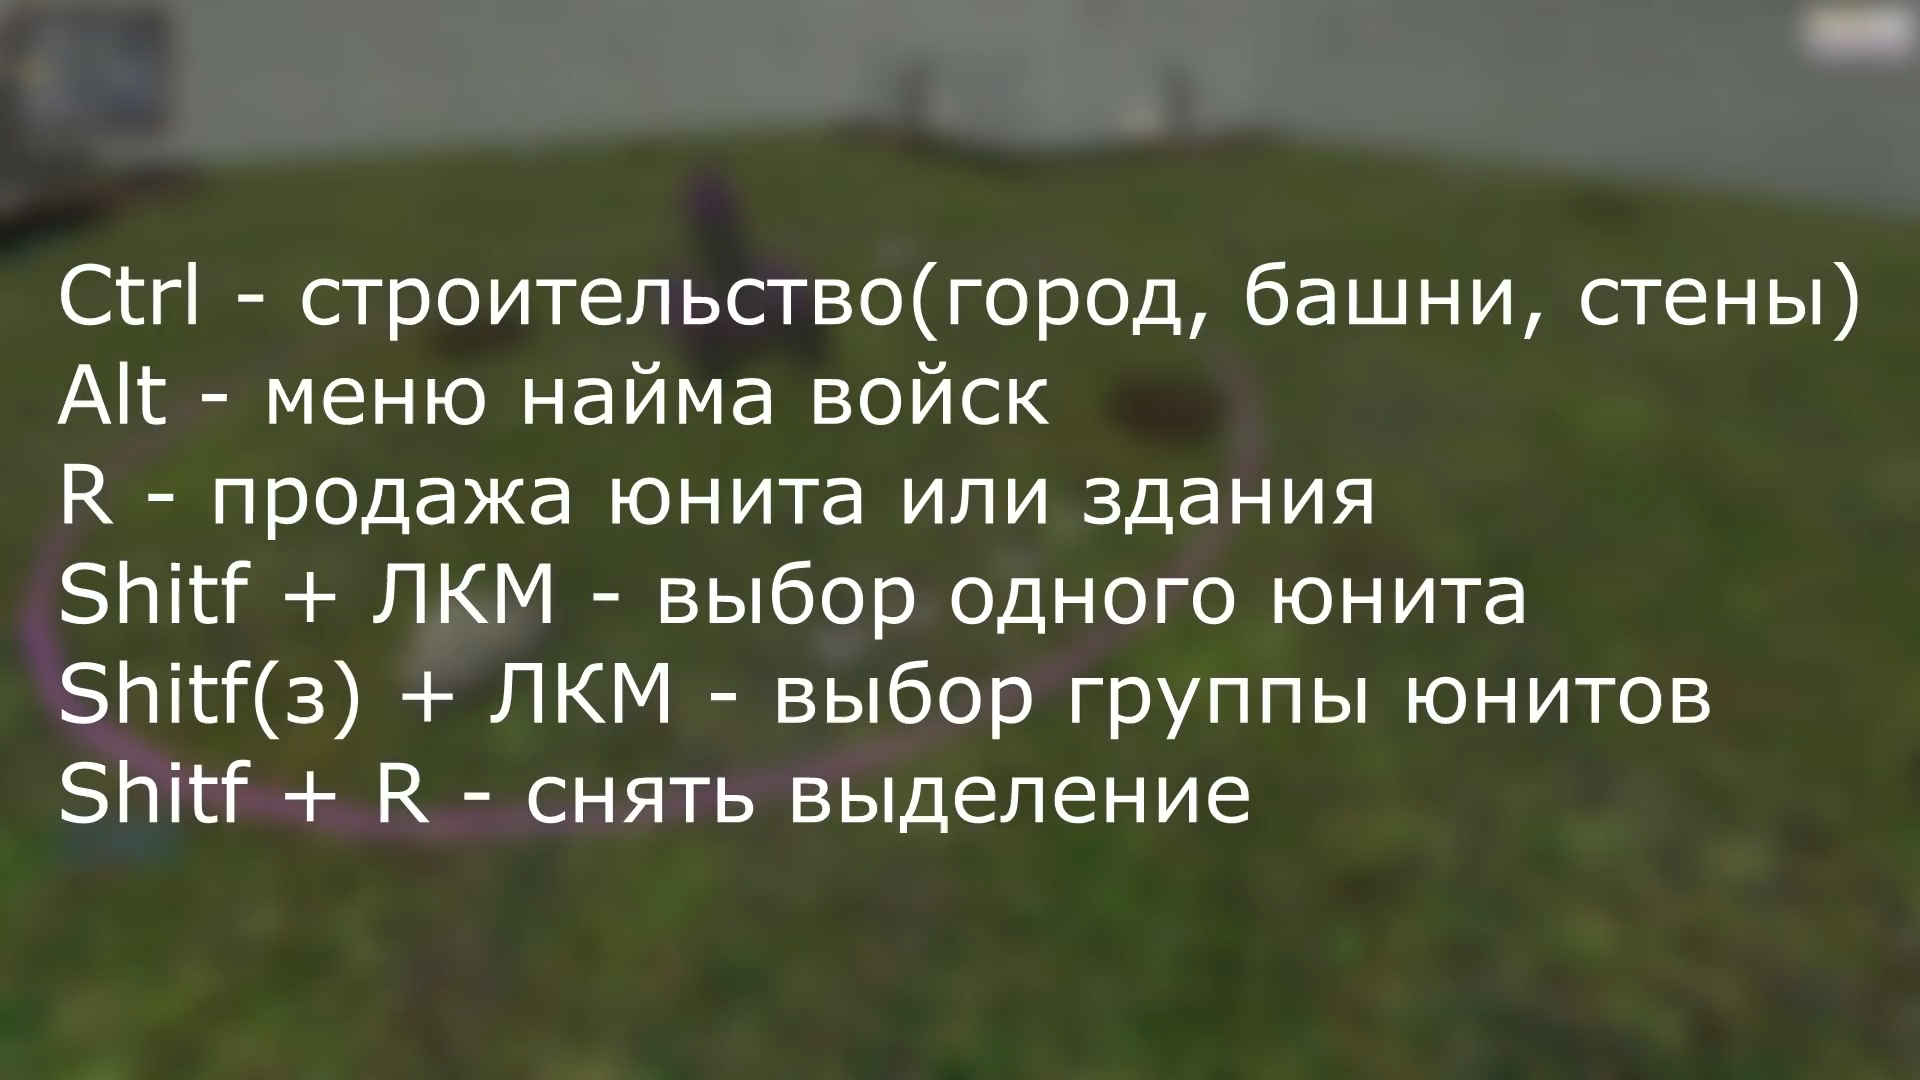 Ctrl - строительство(город, башни, стены)
Alt - меню найма войск
R - продажа юнита или здания
Shitf + ЛКМ - выбор одного юнита
Shitf(з) + ЛКМ - выбор группы юнитов
Shitf + R - снять выделение